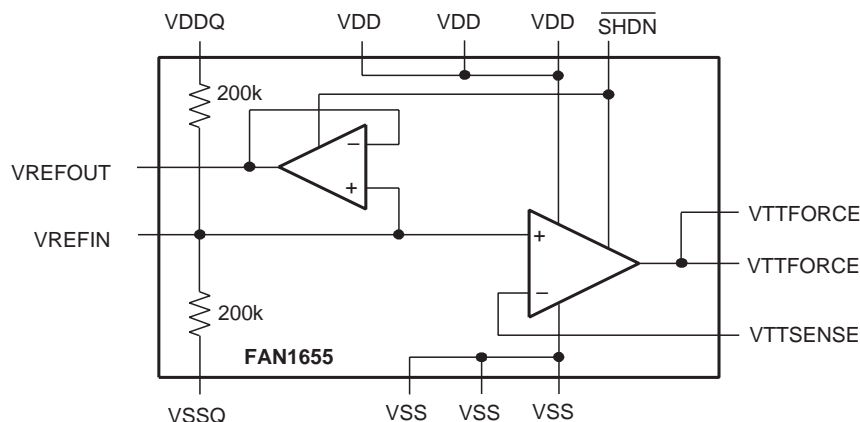 VDDQ VDD VDD VDD SHDN
200k
−
VREFOUT
+
VTTFORCE
VREFIN
+
VTTFORCE
−
200k
VTTSENSE
FAN1655
VSSQ VSS VSS VSS